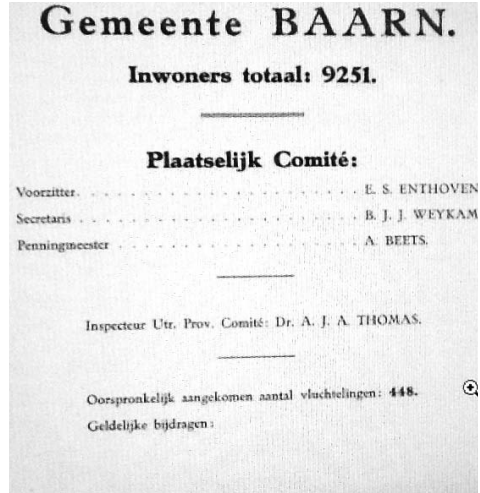 Gemeente BAARN.
Inwoners totaal: 9251.
Plaatselijk Comité:
Voorzitter. . . . . . . . . . . . . . . . . . E. S. ENTHOVEN
Secretaris . . . . . . . . . . . . . . . . . . B. J. J. WEYKAM
Penningmeester . . . . . . . . . . . . . . . A. BEETS.
Inspecteur Utr. Prov. Comité: Dr. A. J. A. THOMAS.
Oorspronkelijk aangekomen aantal vluchtelingen: 448.
Geldelijke bijdragen: